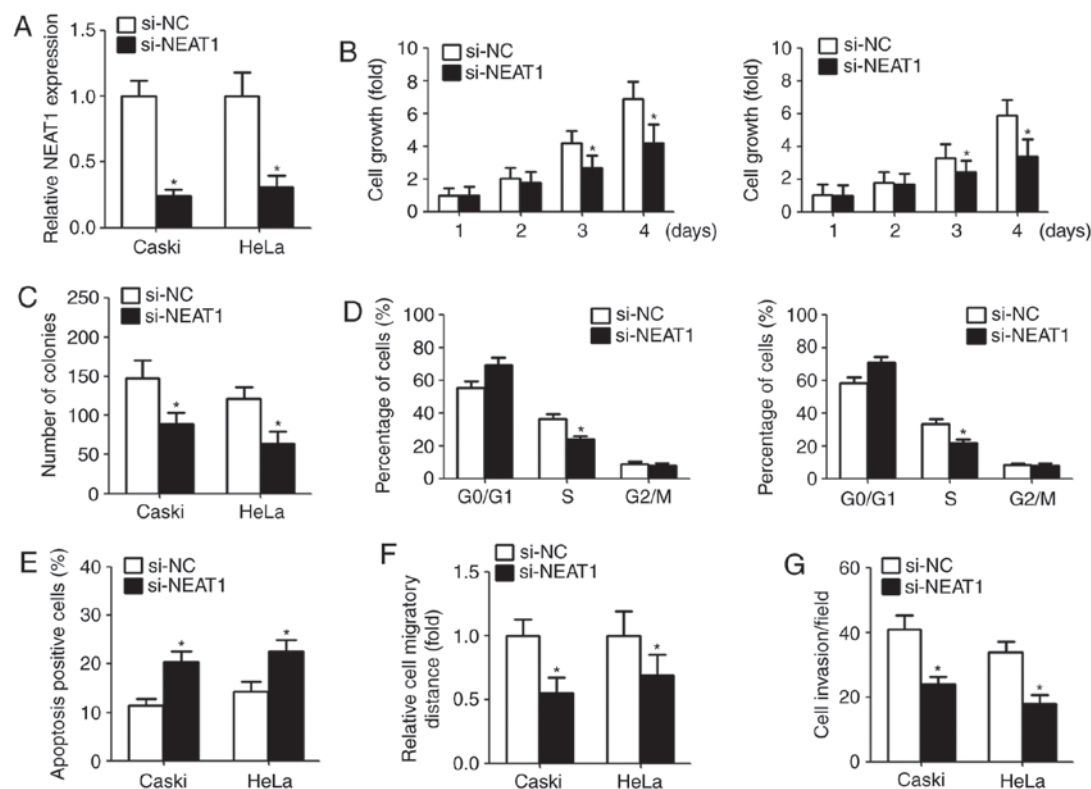 A
Relative NEAT1 expression
si-NC
si-NEAT1
1.5
1.0
0.5
0.0
*
*
Caski
HeLa
B
Cell growth (fold)
si-NC
si-NEAT1
10
8
6
4
2
0
*
*
1 2 3 4 (days)
Cell growth (fold)
si-NC
si-NEAT1
10
8
6
4
2
0
*
*
1 2 3 4 (days)
C
Number of colonies
si-NC
si-NEAT1
250
200
150
100
50
0
*
*
Caski
HeLa
D
Percentage of cells (%)
si-NC
si-NEAT1
100
80
60
40
20
0
*
G0/G1 S G2/M
Percentage of cells (%)
si-NC
si-NEAT1
100
80
60
40
20
0
*
G0/G1 S G2/M
E
Apoptosis positive cells (%)
si-NC
si-NEAT1
40
30
20
10
0
*
*
Caski
HeLa
F
Relative cell migratory
distance (fold)
si-NC
si-NEAT1
1.5
1.0
0.5
0.0
*
*
Caski
HeLa
G
Cell invasion/field
si-NC
si-NEAT1
60
40
20
0
*
*
Caski
HeLa